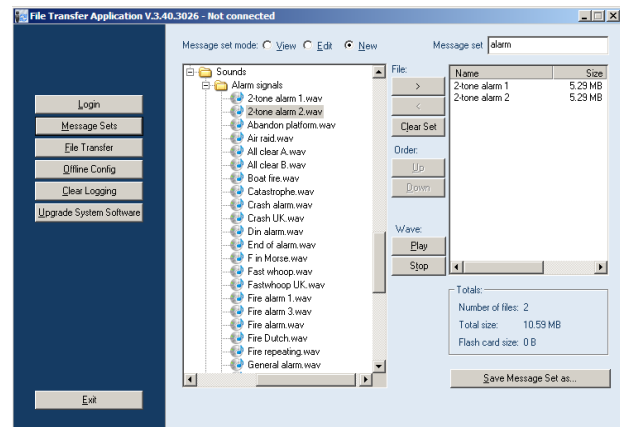 File Transfer Application V.3.40.3026 - Not connected
Message set mode: View Edit New Message set alarm
Login
Message Sets
File Transfer
Offline Config
Clear Logging
Upgrade System Software
Exit
Sounds
Alarm signals
2-tone alarm 1.wav
2-tone alarm 2.wav
Abandon platform.wav
Air raid.wav
All clear A.wav
All clear B.wav
Boat fire.wav
Catastrophe.wav
Crash alarm.wav
Crash UK.wav
Din alarm.wav
End of alarm.wav
F in Morse.wav
Fast whoop.wav
Fastwhoop UK.wav
Fire alarm 1.wav
Fire alarm 3.wav
Fire alarm.wav
Fire Dutch.wav
Fire repeating.wav
General alarm.wav
File:
>
<
Clear Set
Order:
Up
Down
Wave:
Play
Stop
Name Size
2-tone alarm 1 5.29 MB
2-tone alarm 2 5.29 MB
Totals:
Number of files: 2
Total size: 10.59 MB
Flash card size: 0 B
Save Message Set as...